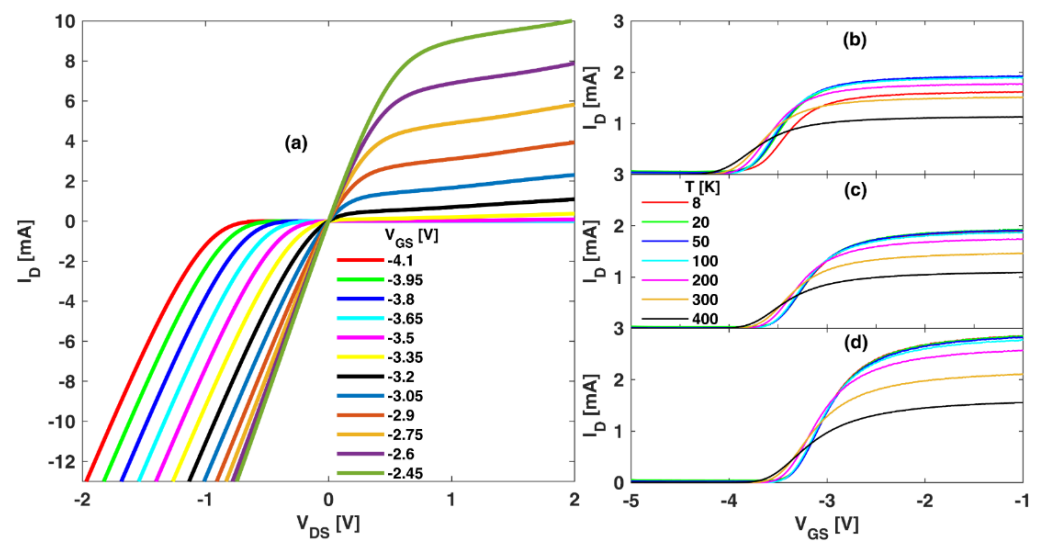 10
8
6
4
2
0
-2
-4
-6
-8
-10
-12
I_D [mA]
(a)
V_GS [V]
-4.1
-3.95
-3.8
-3.65
-3.5
-3.35
-3.2
-3.05
-2.9
-2.75
-2.6
-2.45
-2 -1 0 1 2
V_DS [V]
3
2
1
I_D [mA]
(b)
3
2
1
I_D [mA]
(c)
T [K]
8
20
50
100
200
300
400
3
2
1
0
I_D [mA]
(d)
-5 -4 -3 -2 -1
V_GS [V]